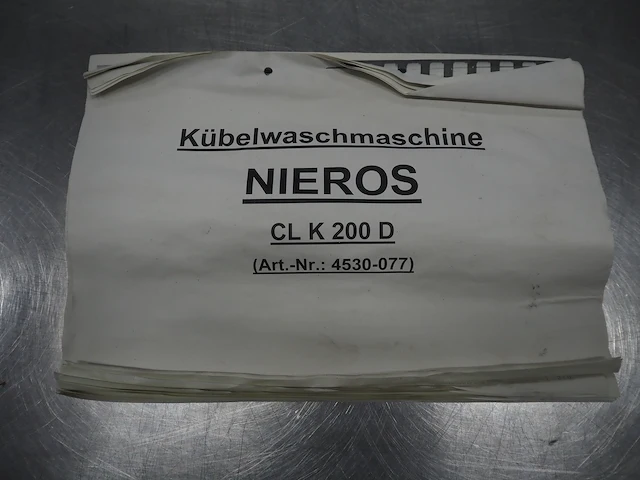 Kübelwaschmaschine
NIEROS
CL K 200 D
(Art.-Nr.: 4530-077)